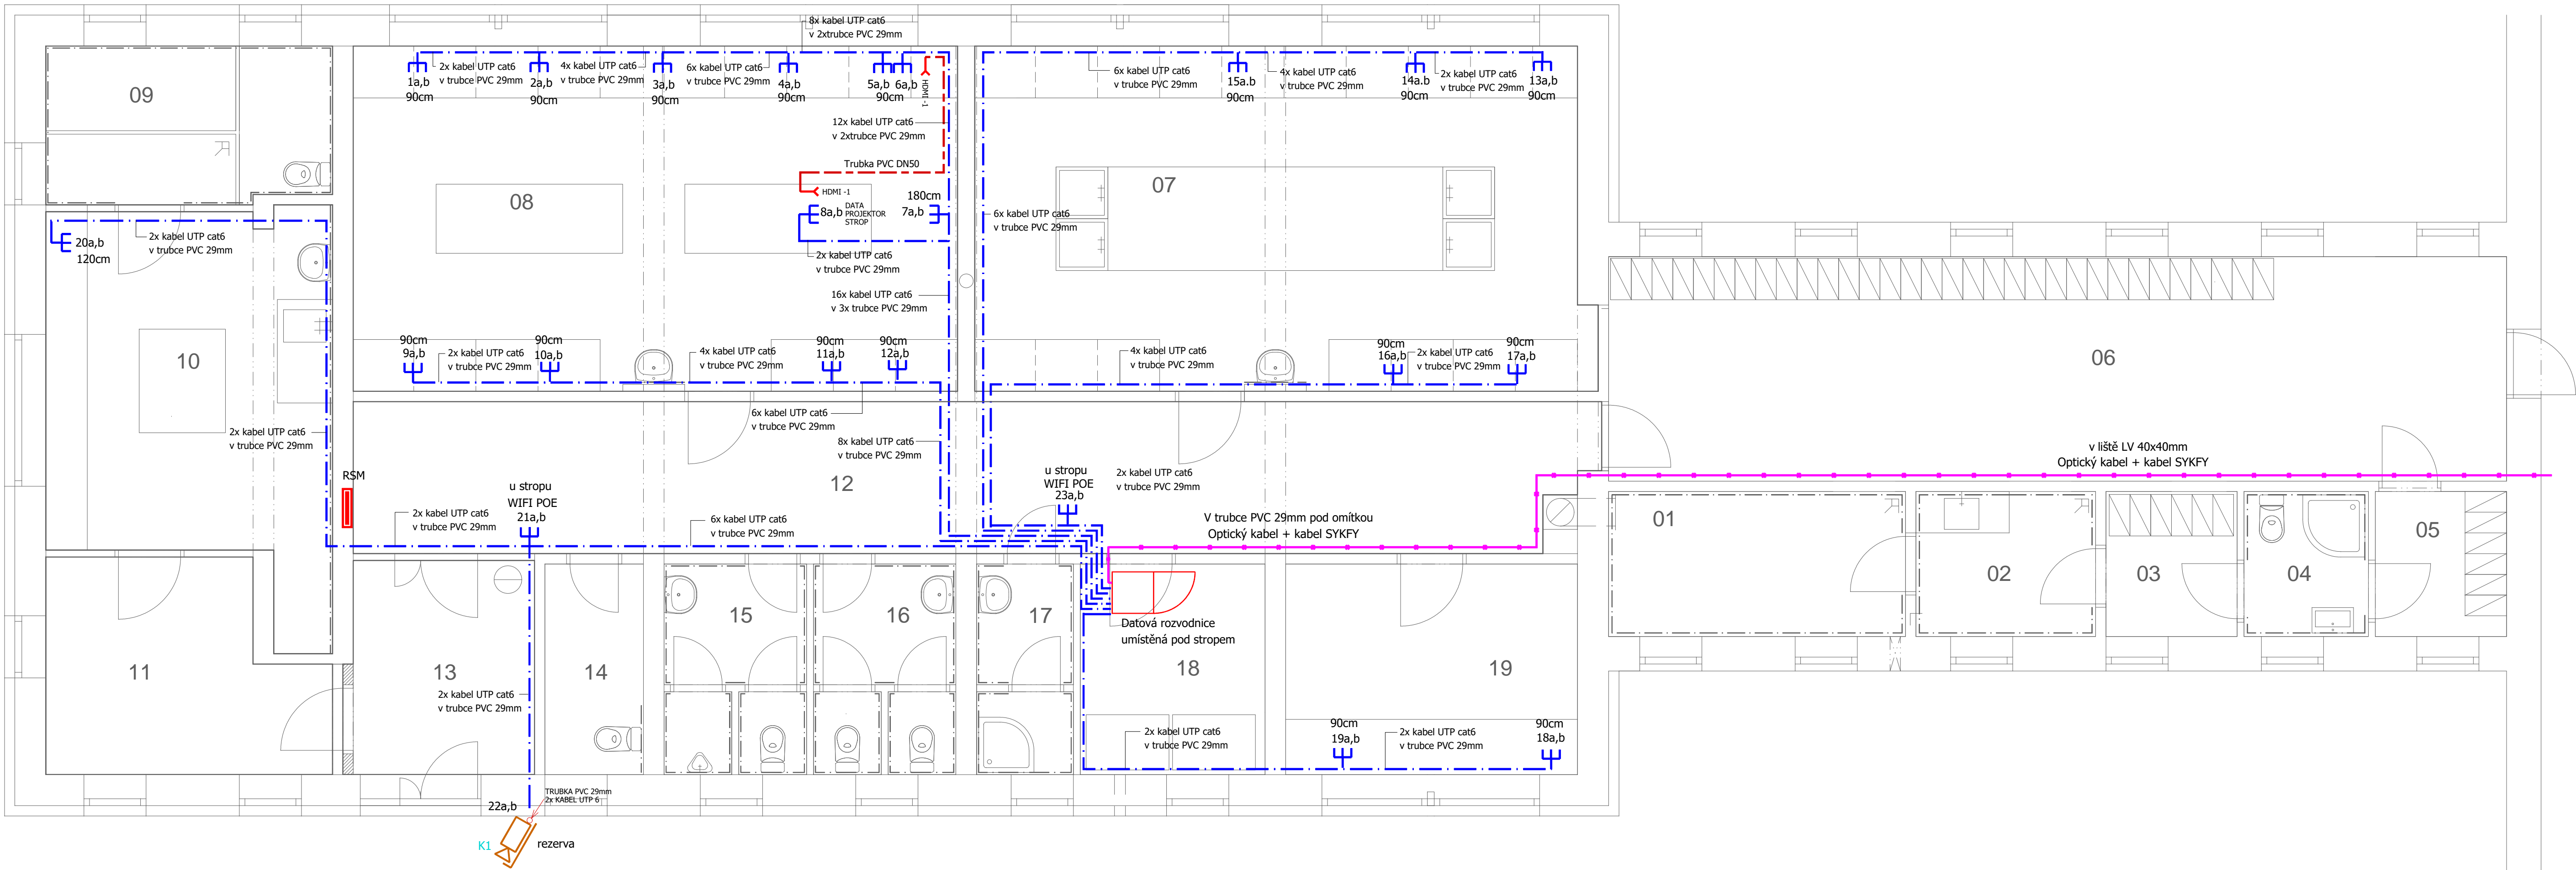 8x kabel UTP cat6
v 2xtrubce PVC 29mm
2x kabel UTP cat6
v trubce PVC 29mm
4x kabel UTP cat6
v trubce PVC 29mm
6x kabel UTP cat6
v trubce PVC 29mm
1a,b
90cm
2a,b
90cm
3a,b
90cm
4a,b
90cm
5a,b
6a,b
90cm
HDMI -1
6x kabel UTP cat6
v trubce PVC 29mm
15a.b
90cm
4x kabel UTP cat6
v trubce PVC 29mm
14a.b
90cm
2x kabel UTP cat6
v trubce PVC 29mm
13a,b
90cm
09
12x kabel UTP cat6
v 2xtrubce PVC 29mm
Trubka PVC DN50
HDMI -1
08
8a,b
DATA
PROJEKTOR
STROP
180cm
7a,b
07
6x kabel UTP cat6
v trubce PVC 29mm
20a,b
120cm
2x kabel UTP cat6
v trubce PVC 29mm
2x kabel UTP cat6
v trubce PVC 29mm
16x kabel UTP cat6
v 3x trubce PVC 29mm
10
90cm
9a,b
2x kabel UTP cat6
v trubce PVC 29mm
90cm
10a,b
4x kabel UTP cat6
v trubce PVC 29mm
90cm
11a,b
90cm
12a,b
4x kabel UTP cat6
v trubce PVC 29mm
90cm
16a,b
2x kabel UTP cat6
v trubce PVC 29mm
90cm
17a,b
06
6x kabel UTP cat6
v trubce PVC 29mm
2x kabel UTP cat6
v trubce PVC 29mm
8x kabel UTP cat6
v trubce PVC 29mm
v liště LV 40x40mm
Optický kabel + kabel SYKFY
RSM
12
u stropu
WIFI POE
21a,b
u stropu
WIFI POE
23a,b
2x kabel UTP cat6
v trubce PVC 29mm
2x kabel UTP cat6
v trubce PVC 29mm
6x kabel UTP cat6
v trubce PVC 29mm
V trubce PVC 29mm pod omítkou
Optický kabel + kabel SYKFY
01
02
03
04
05
11
13
14
15
16
17
Datová rozvodnice
umístěná pod stropem
18
19
2x kabel UTP cat6
v trubce PVC 29mm
2x kabel UTP cat6
v trubce PVC 29mm
90cm
19a,b
2x kabel UTP cat6
v trubce PVC 29mm
90cm
18a,b
22a,b
TRUBKA PVC 29mm
2x KABEL UTP 6
K1
rezerva